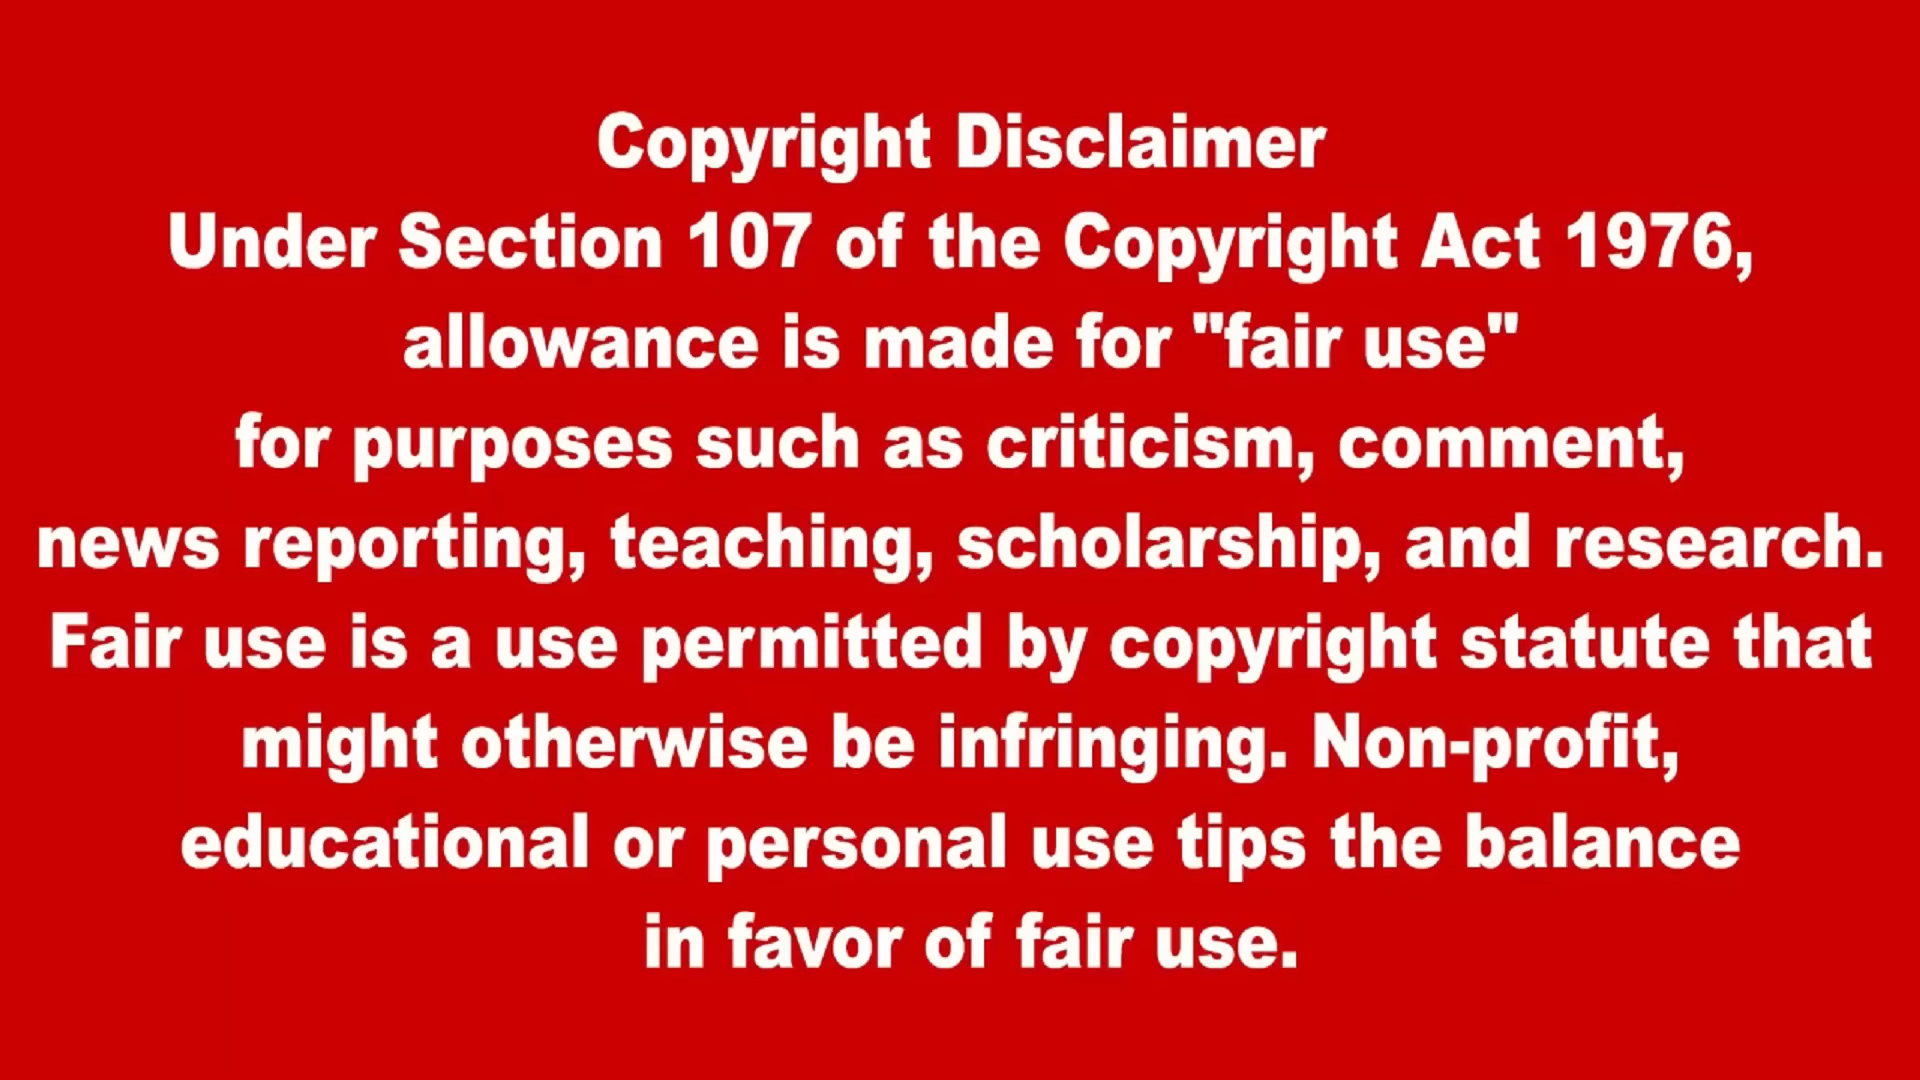 Copyright Disclaimer
Under Section 107 of the Copyright Act 1976,
allowance is made for "fair use"
for purposes such as criticism, comment,
news reporting, teaching, scholarship, and research.
Fair use is a use permitted by copyright statute that
might otherwise be infringing. Non-profit,
educational or personal use tips the balance
in favor of fair use.